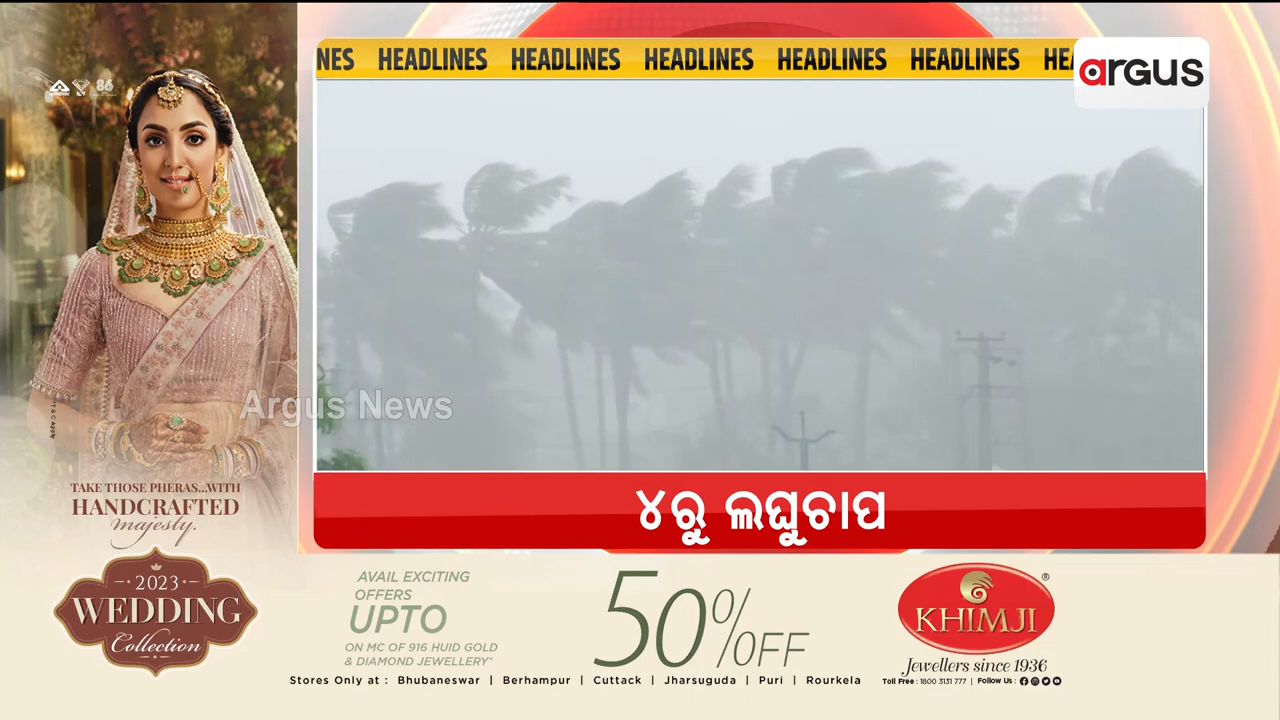 NES HEADLINES HEADLINES HEADLINES HEADLINES HEADLINES HEA
argus
86
Argus News
T & C Apply
୪ରୁ ଲଘୁଚାପ
TAKE THOSE PHERAS...WITH
HANDCRAFTED
majesty.
2023
WEDDING
Collection
AVAIL EXCITING
OFFERS
UPTO
ON MC OF 916 HUID GOLD
& DIAMOND JEWELLERY*
50% OFF
KHIMJI ®
Jewellers since 1936
Stores Only at : Bhubaneswar | Berhampur | Cuttack | Jharsuguda | Puri | Rourkela
Toll Free : 1800 3131 777 | Follow Us :